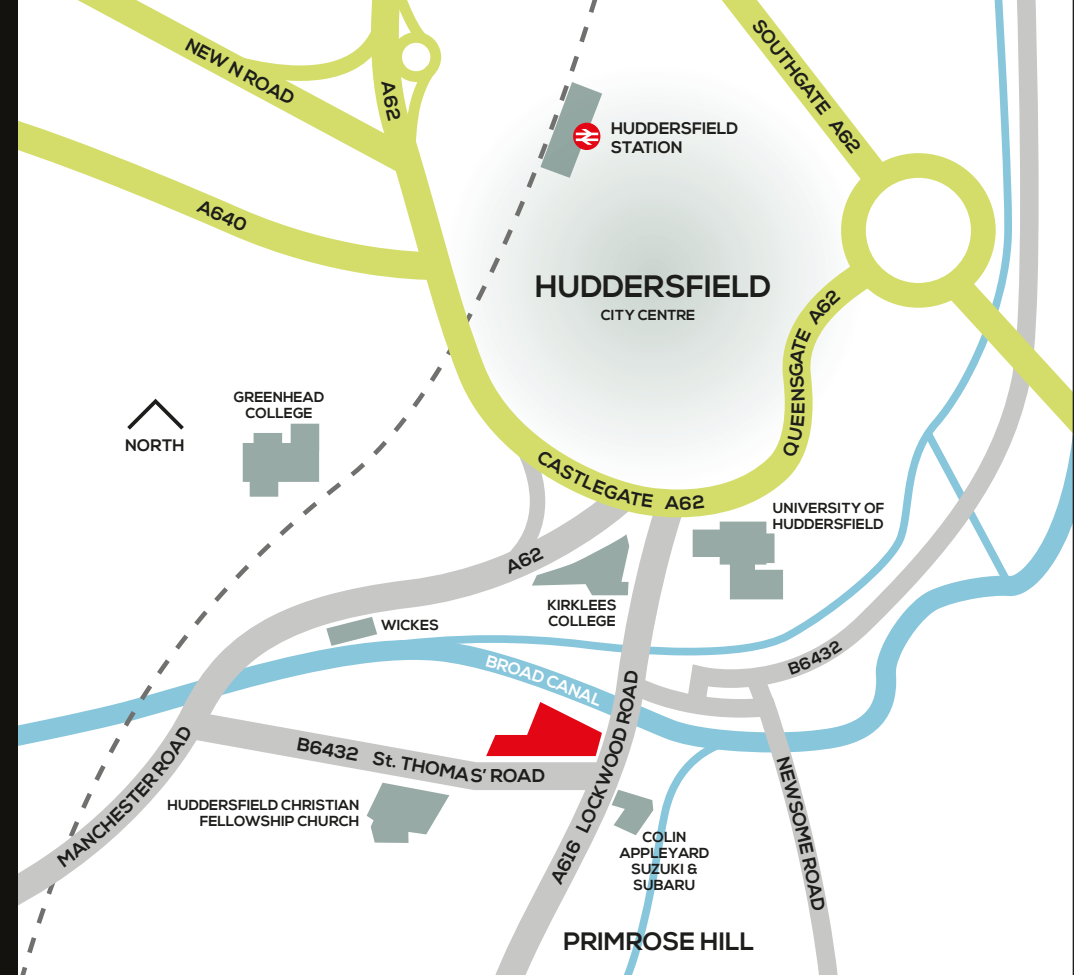 NEW N ROAD
A62
SOUTHGATE A62
HUDDERSFIELD
STATION
A640
HUDDERSFIELD
CITY CENTRE
QUEENSGATE A62
GREENHEAD
COLLEGE
NORTH
CASTLEGATE A62
UNIVERSITY OF
HUDDERSFIELD
A62
KIRKLEES
COLLEGE
WICKES
B6432
BROAD CANAL
B6432 St. THOMAS' ROAD
A616 LOCKWOOD ROAD
MANCHESTER ROAD
NEWSOME ROAD
HUDDERSFIELD CHRISTIAN
FELLOWSHIP CHURCH
COLIN
APPLEYARD
SUZUKI &
SUBARU
PRIMROSE HILL